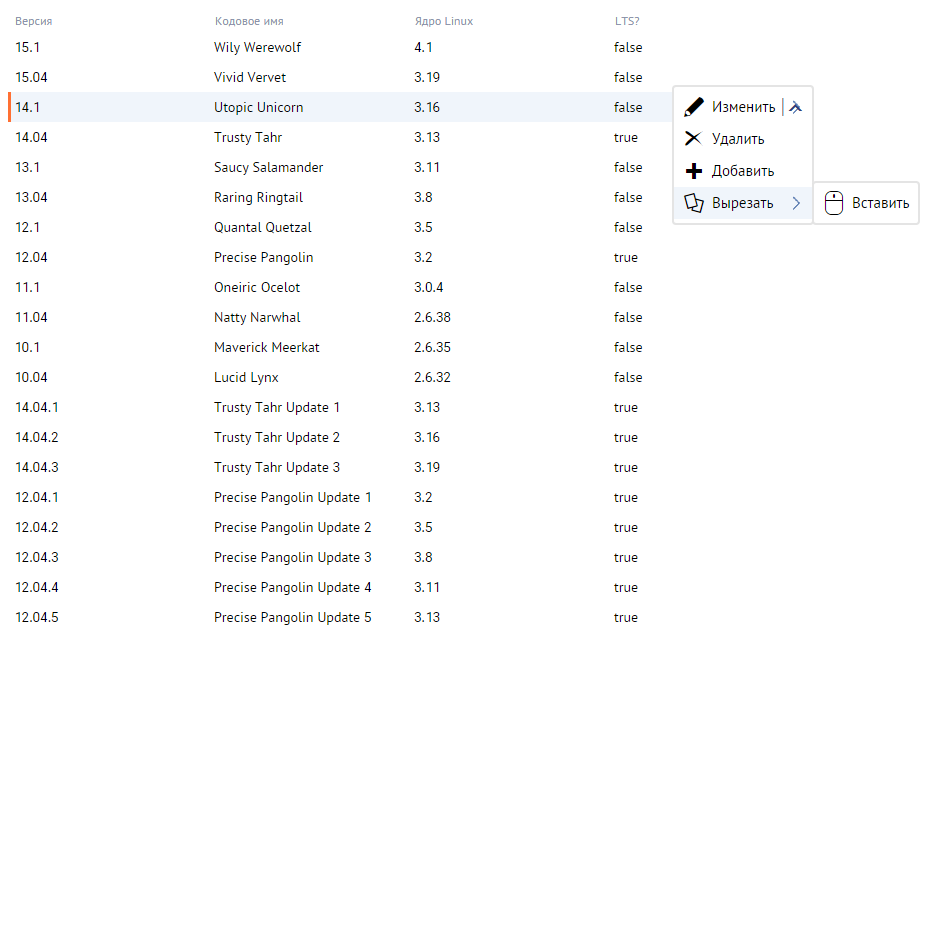 Версия Кодовое имя Ядро Linux LTS?
15.1 Wily Werewolf 4.1 false
15.04 Vivid Vervet 3.19 false
14.1 Utopic Unicorn 3.16 false Изменить
14.04 Trusty Tahr 3.13 true Удалить
13.1 Saucy Salamander 3.11 false Добавить
13.04 Raring Ringtail 3.8 false Вырезать Вставить
12.1 Quantal Quetzal 3.5 false
12.04 Precise Pangolin 3.2 true
11.1 Oneiric Ocelot 3.0.4 false
11.04 Natty Narwhal 2.6.38 false
10.1 Maverick Meerkat 2.6.35 false
10.04 Lucid Lynx 2.6.32 false
14.04.1 Trusty Tahr Update 1 3.13 true
14.04.2 Trusty Tahr Update 2 3.16 true
14.04.3 Trusty Tahr Update 3 3.19 true
12.04.1 Precise Pangolin Update 1 3.2 true
12.04.2 Precise Pangolin Update 2 3.5 true
12.04.3 Precise Pangolin Update 3 3.8 true
12.04.4 Precise Pangolin Update 4 3.11 true
12.04.5 Precise Pangolin Update 5 3.13 true